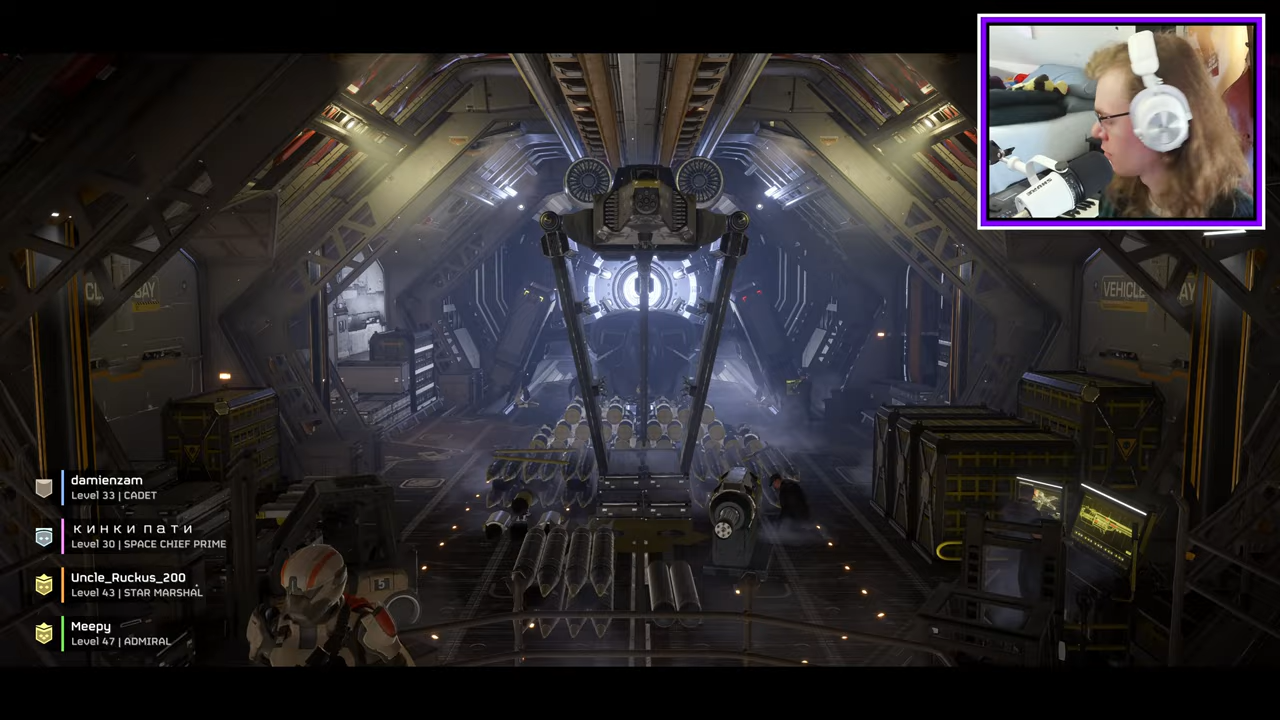 VEHICLE BAY
damienzam
Level 33 | CADET
кинки пати
Level 30 | SPACE CHIEF PRIME
Uncle_Ruckus_200
Level 43 | STAR MARSHAL
5
Meepy
Level 47 | ADMIRAL